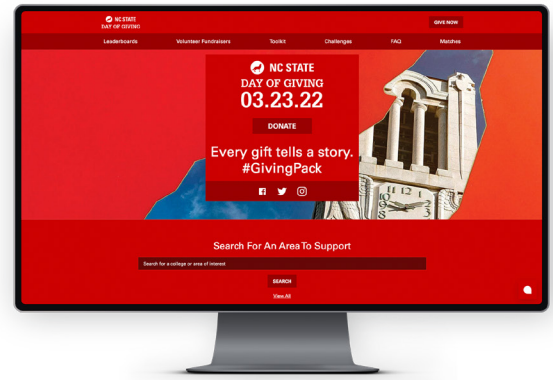 NC STATE
DAY OF GIVING
GIVE NOW
Leaderboards Volunteer Fundraisers Toolkit Challenges FAQ Matches
NC STATE
DAY OF GIVING
03.23.22
DONATE
Every gift tells a story.
#GivingPack
Search For An Area To Support
Search for a college or area of interest
SEARCH
View All